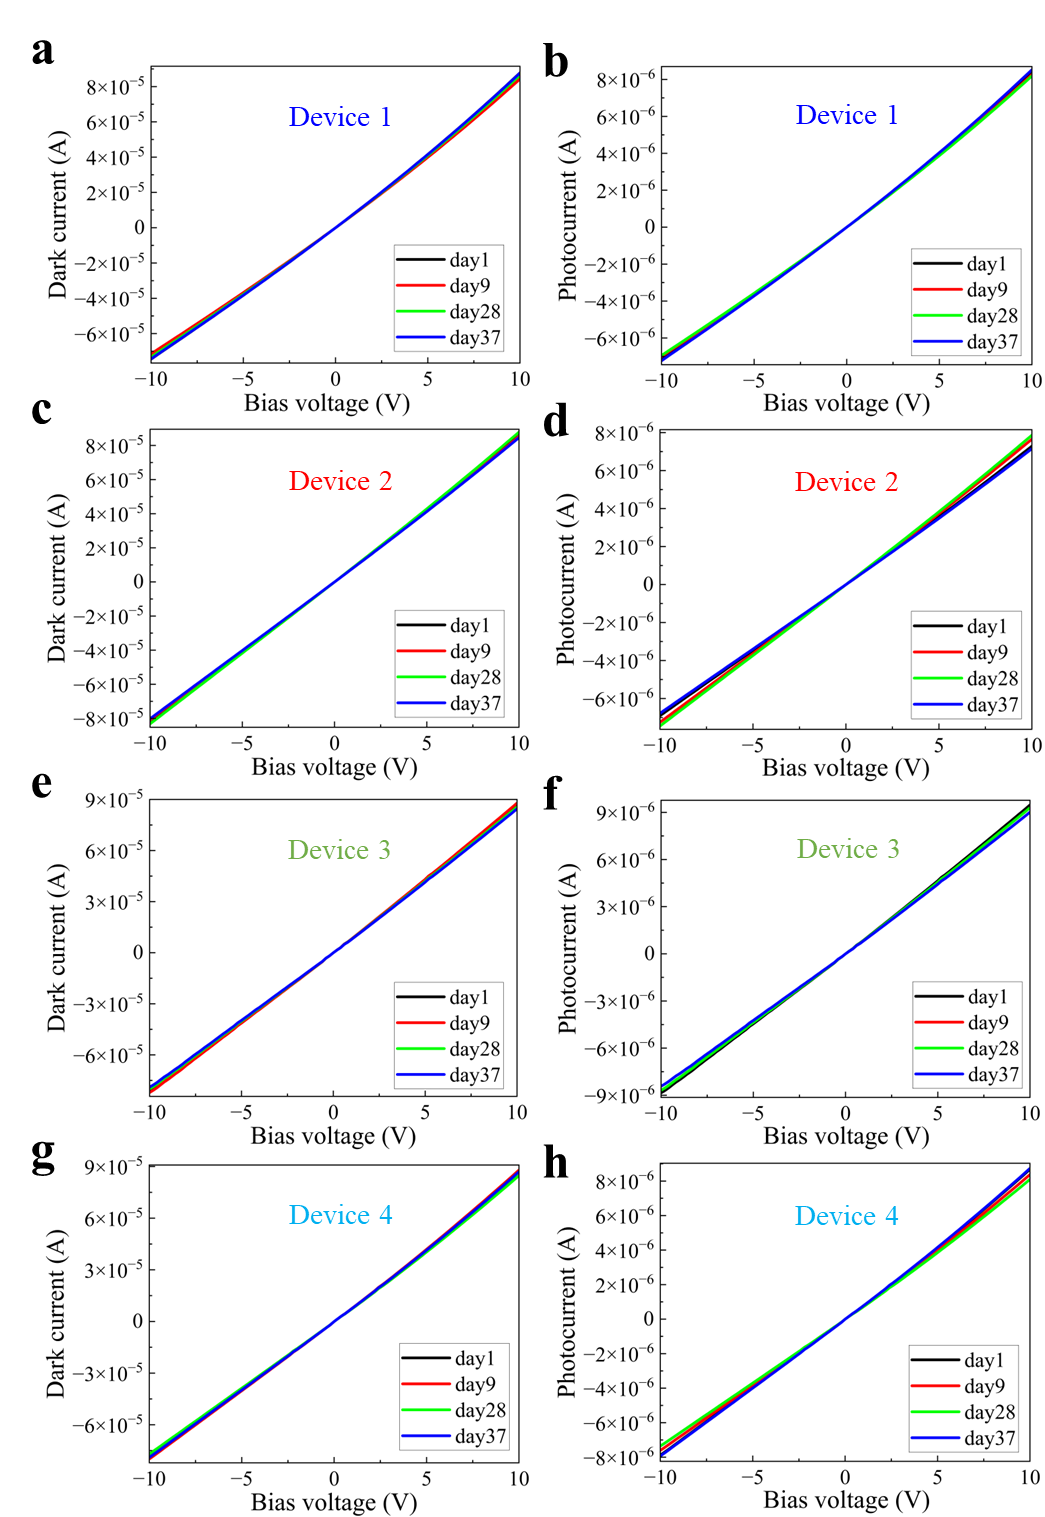 a
Dark current (A)
8×10⁻⁵
6×10⁻⁵
4×10⁻⁵
2×10⁻⁵
0
−2×10⁻⁵
−4×10⁻⁵
−6×10⁻⁵
Device 1
day1
day9
day28
day37
−10 −5 0 5 10
Bias voltage (V)
b
Photocurrent (A)
8×10⁻⁶
6×10⁻⁶
4×10⁻⁶
2×10⁻⁶
0
−2×10⁻⁶
−4×10⁻⁶
−6×10⁻⁶
Device 1
day1
day9
day28
day37
−10 −5 0 5 10
Bias voltage (V)
c
Dark current (A)
8×10⁻⁵
6×10⁻⁵
4×10⁻⁵
2×10⁻⁵
0
−2×10⁻⁵
−4×10⁻⁵
−6×10⁻⁵
−8×10⁻⁵
Device 2
day1
day9
day28
day37
−10 −5 0 5 10
Bias voltage (V)
d
Photocurrent (A)
8×10⁻⁶
6×10⁻⁶
4×10⁻⁶
2×10⁻⁶
0
−2×10⁻⁶
−4×10⁻⁶
−6×10⁻⁶
Device 2
day1
day9
day28
day37
−10 −5 0 5 10
Bias voltage (V)
e
Dark current (A)
9×10⁻⁵
6×10⁻⁵
3×10⁻⁵
0
−3×10⁻⁵
−6×10⁻⁵
Device 3
day1
day9
day28
day37
−10 −5 0 5 10
Bias voltage (V)
f
Photocurrent (A)
9×10⁻⁶
6×10⁻⁶
3×10⁻⁶
0
−3×10⁻⁶
−6×10⁻⁶
−9×10⁻⁶
Device 3
day1
day9
day28
day37
−10 −5 0 5 10
Bias voltage (V)
g
Dark current (A)
9×10⁻⁵
6×10⁻⁵
3×10⁻⁵
0
−3×10⁻⁵
−6×10⁻⁵
Device 4
day1
day9
day28
day37
−10 −5 0 5 10
Bias voltage (V)
h
Photocurrent (A)
8×10⁻⁶
6×10⁻⁶
4×10⁻⁶
2×10⁻⁶
0
−2×10⁻⁶
−4×10⁻⁶
−6×10⁻⁶
−8×10⁻⁶
Device 4
day1
day9
day28
day37
−10 −5 0 5 10
Bias voltage (V)